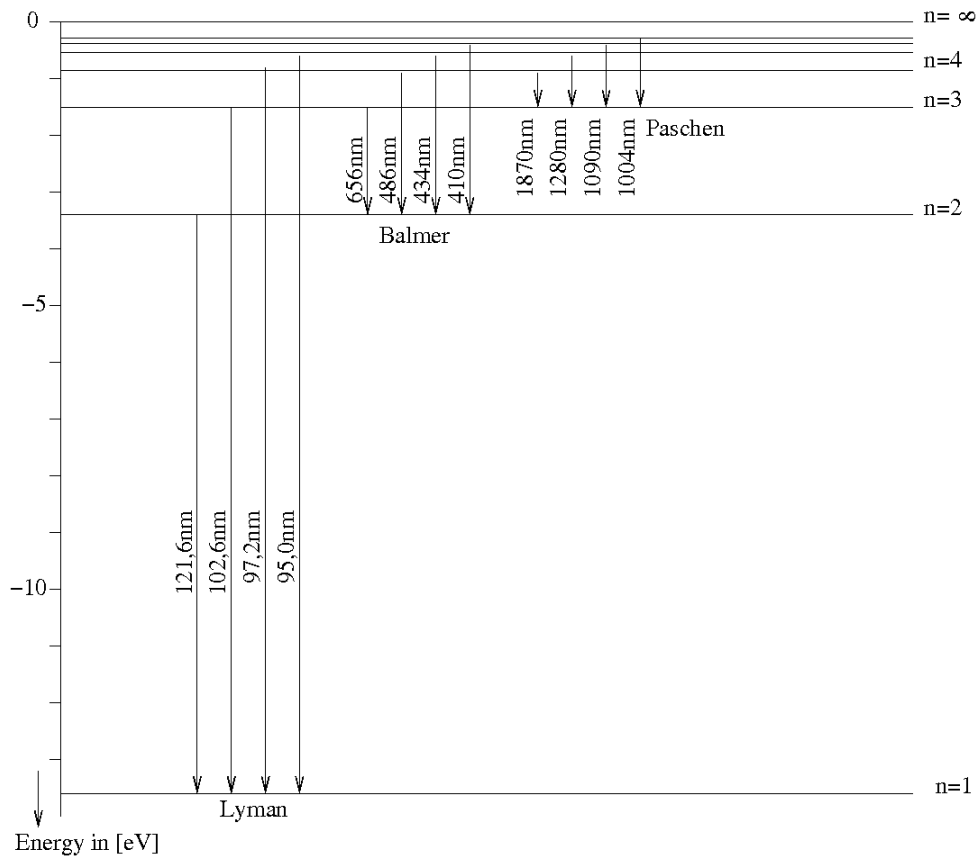 0
n= ∞
n=4
n=3
Paschen
656nm
486nm
434nm
410nm
1870nm
1280nm
1090nm
1004nm
n=2
Balmer
−5
121,6nm
102,6nm
97,2nm
95,0nm
−10
n=1
Lyman
Energy in [eV]